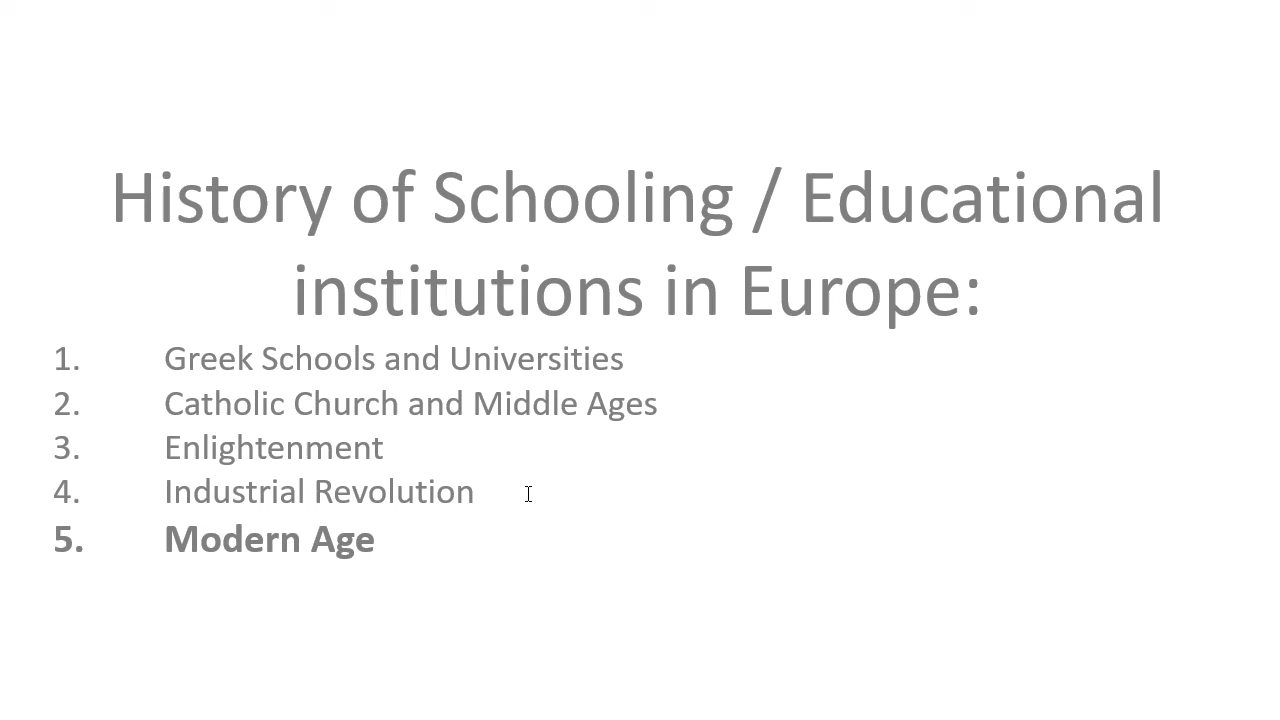 History of Schooling / Educational
institutions in Europe:
1. Greek Schools and Universities
2. Catholic Church and Middle Ages
3. Enlightenment
4. Industrial Revolution
5. Modern Age